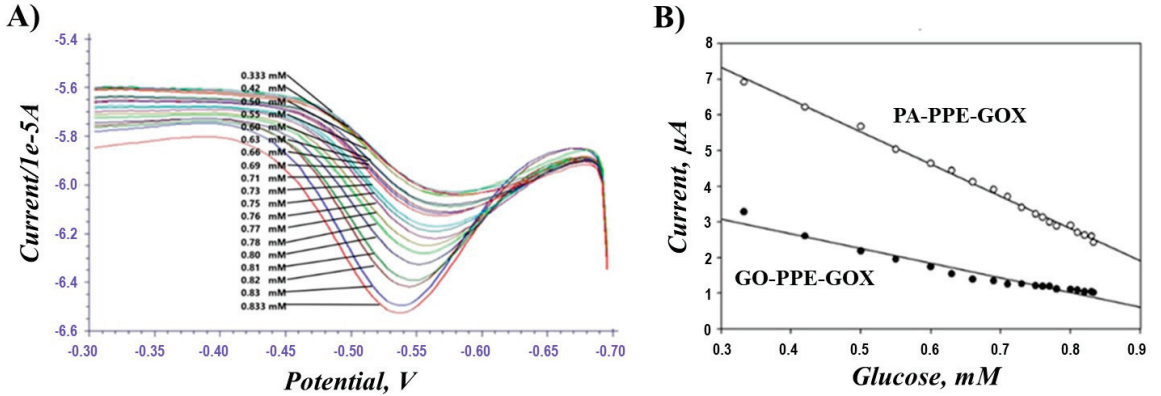 A)
Current/1e-5A
-5.4
-5.6
-5.8
-6.0
-6.2
-6.4
-6.6
0.333 mM
0.42 mM
0.50 mM
0.55 mM
0.60 mM
0.63 mM
0.66 mM
0.69 mM
0.71 mM
0.73 mM
0.75 mM
0.76 mM
0.77 mM
0.78 mM
0.80 mM
0.81 mM
0.82 mM
0.83 mM
0.833 mM
-0.30 -0.35 -0.40 -0.45 -0.50 -0.55 -0.60 -0.65 -0.70
Potential, V
B)
Current, μA
8
7
6
5
4
3
2
1
0
PA-PPE-GOX
GO-PPE-GOX
0.3 0.4 0.5 0.6 0.7 0.8 0.9
Glucose, mM